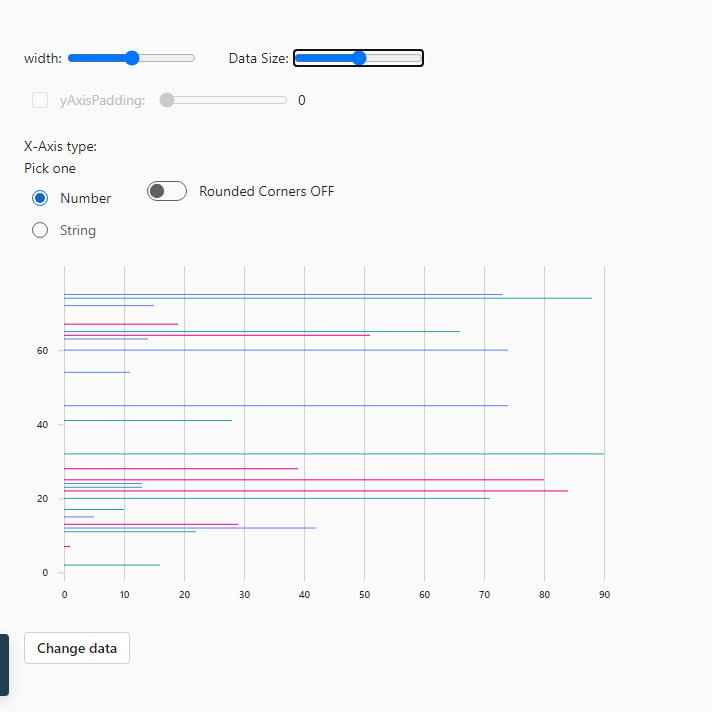 width: Data Size:
yAxisPadding: 0
X-Axis type:
Pick one
Number
Rounded Corners OFF
String
60
40
20
0
0 10 20 30 40 50 60 70 80 90
Change data